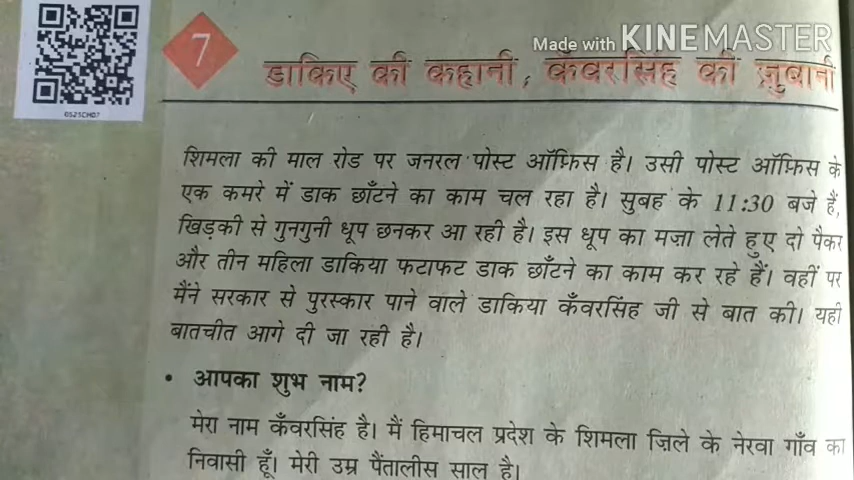 Made with KINEMASTER
7
डाकिए की कहानी, कँवरसिंह की ज़ुबानी
0525CH07
शिमला की माल रोड पर जनरल पोस्ट ऑफ़िस है। उसी पोस्ट ऑफ़िस के
एक कमरे में डाक छाँटने का काम चल रहा है। सुबह के 11:30 बजे हैं,
खिड़की से गुनगुनी धूप छनकर आ रही है। इस धूप का मज़ा लेते हुए दो पैकर
और तीन महिला डाकिया फटाफट डाक छाँटने का काम कर रहे हैं। वहीं पर
मैंने सरकार से पुरस्कार पाने वाले डाकिया कँवरसिंह जी से बात की। यही
बातचीत आगे दी जा रही है।
• आपका शुभ नाम?
मेरा नाम कँवरसिंह है। मैं हिमाचल प्रदेश के शिमला ज़िले के नेरवा गाँव का
निवासी हूँ। मेरी उम्र पैंतालीस साल है।